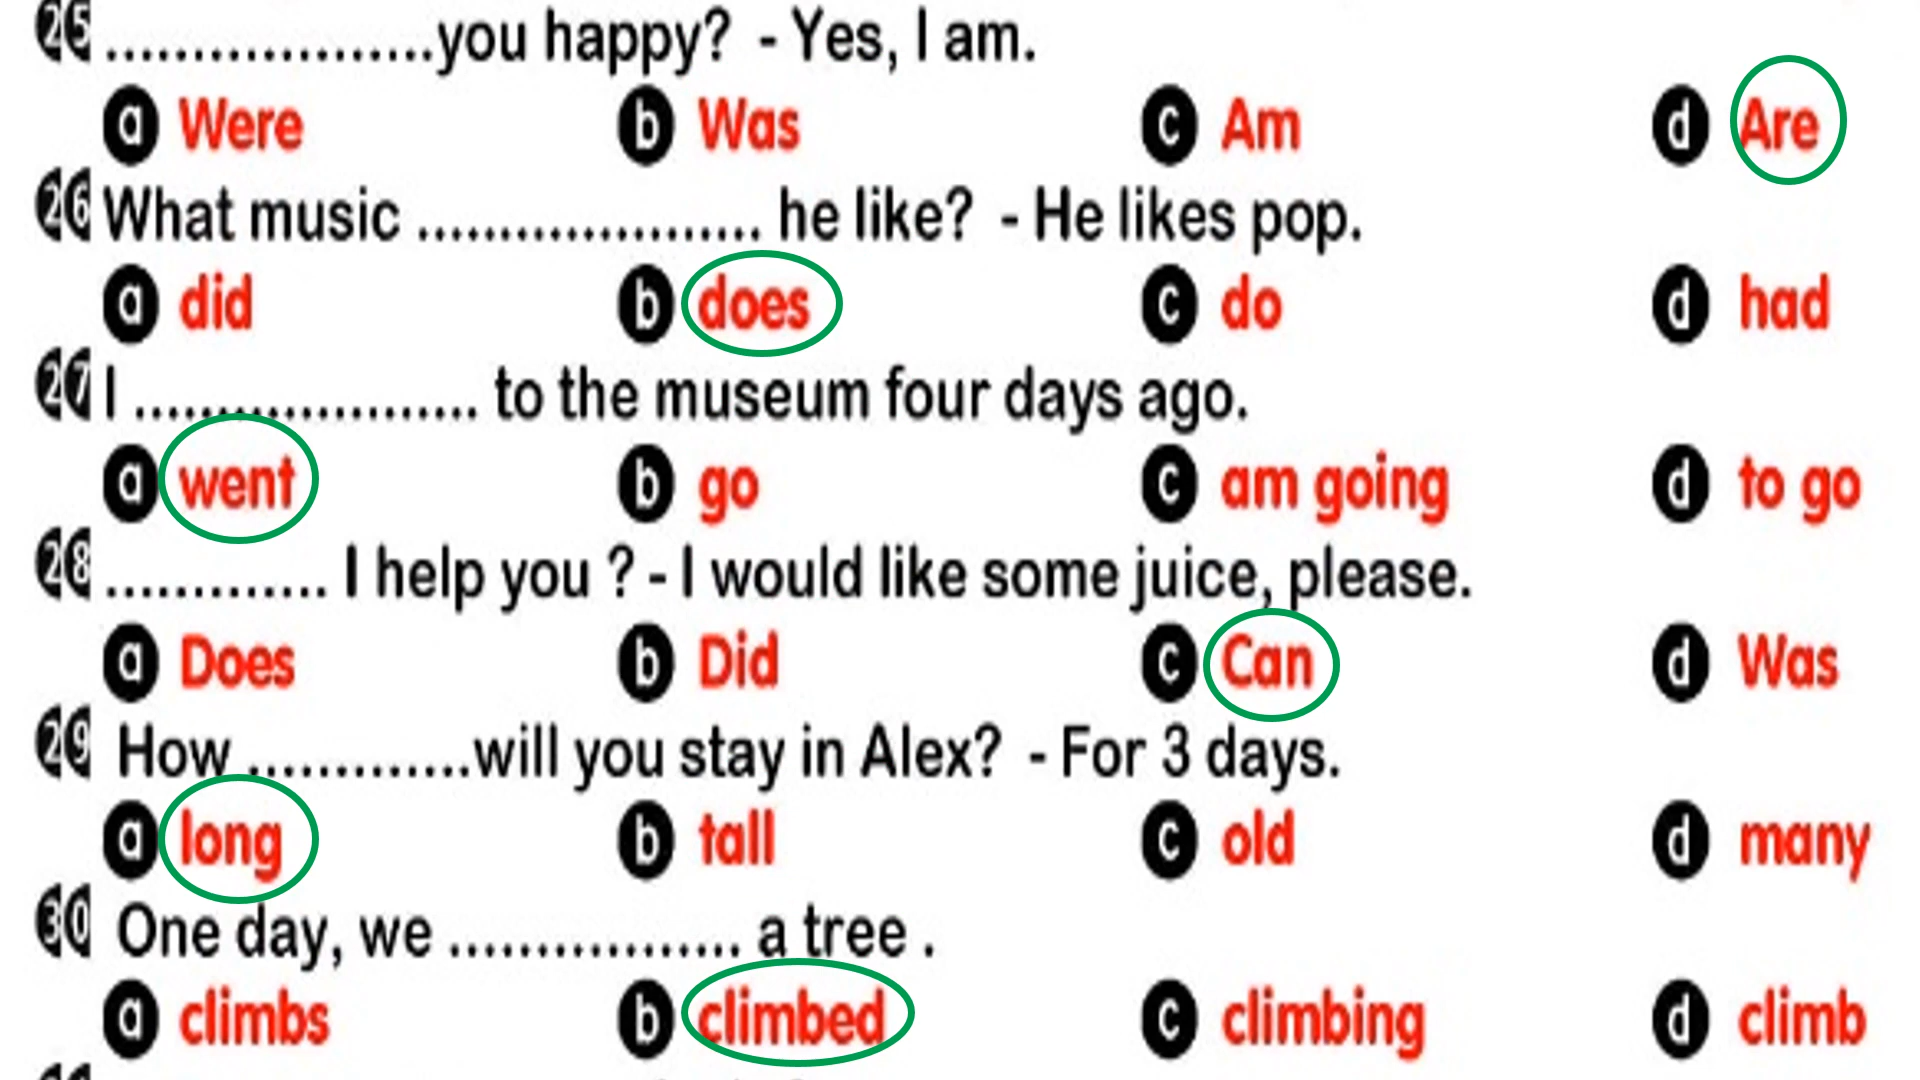 25 ...................you happy? - Yes, I am.
a Were b Was c Am d Are
26 What music .................... he like? - He likes pop.
a did b does c do d had
27 I .................... to the museum four days ago.
a went b go c am going d to go
28 ............. I help you ? - I would like some juice, please.
a Does b Did c Can d Was
29 How .............will you stay in Alex? - For 3 days.
a long b tall c old d many
30 One day, we ................. a tree .
a climbs b climbed c climbing d climb